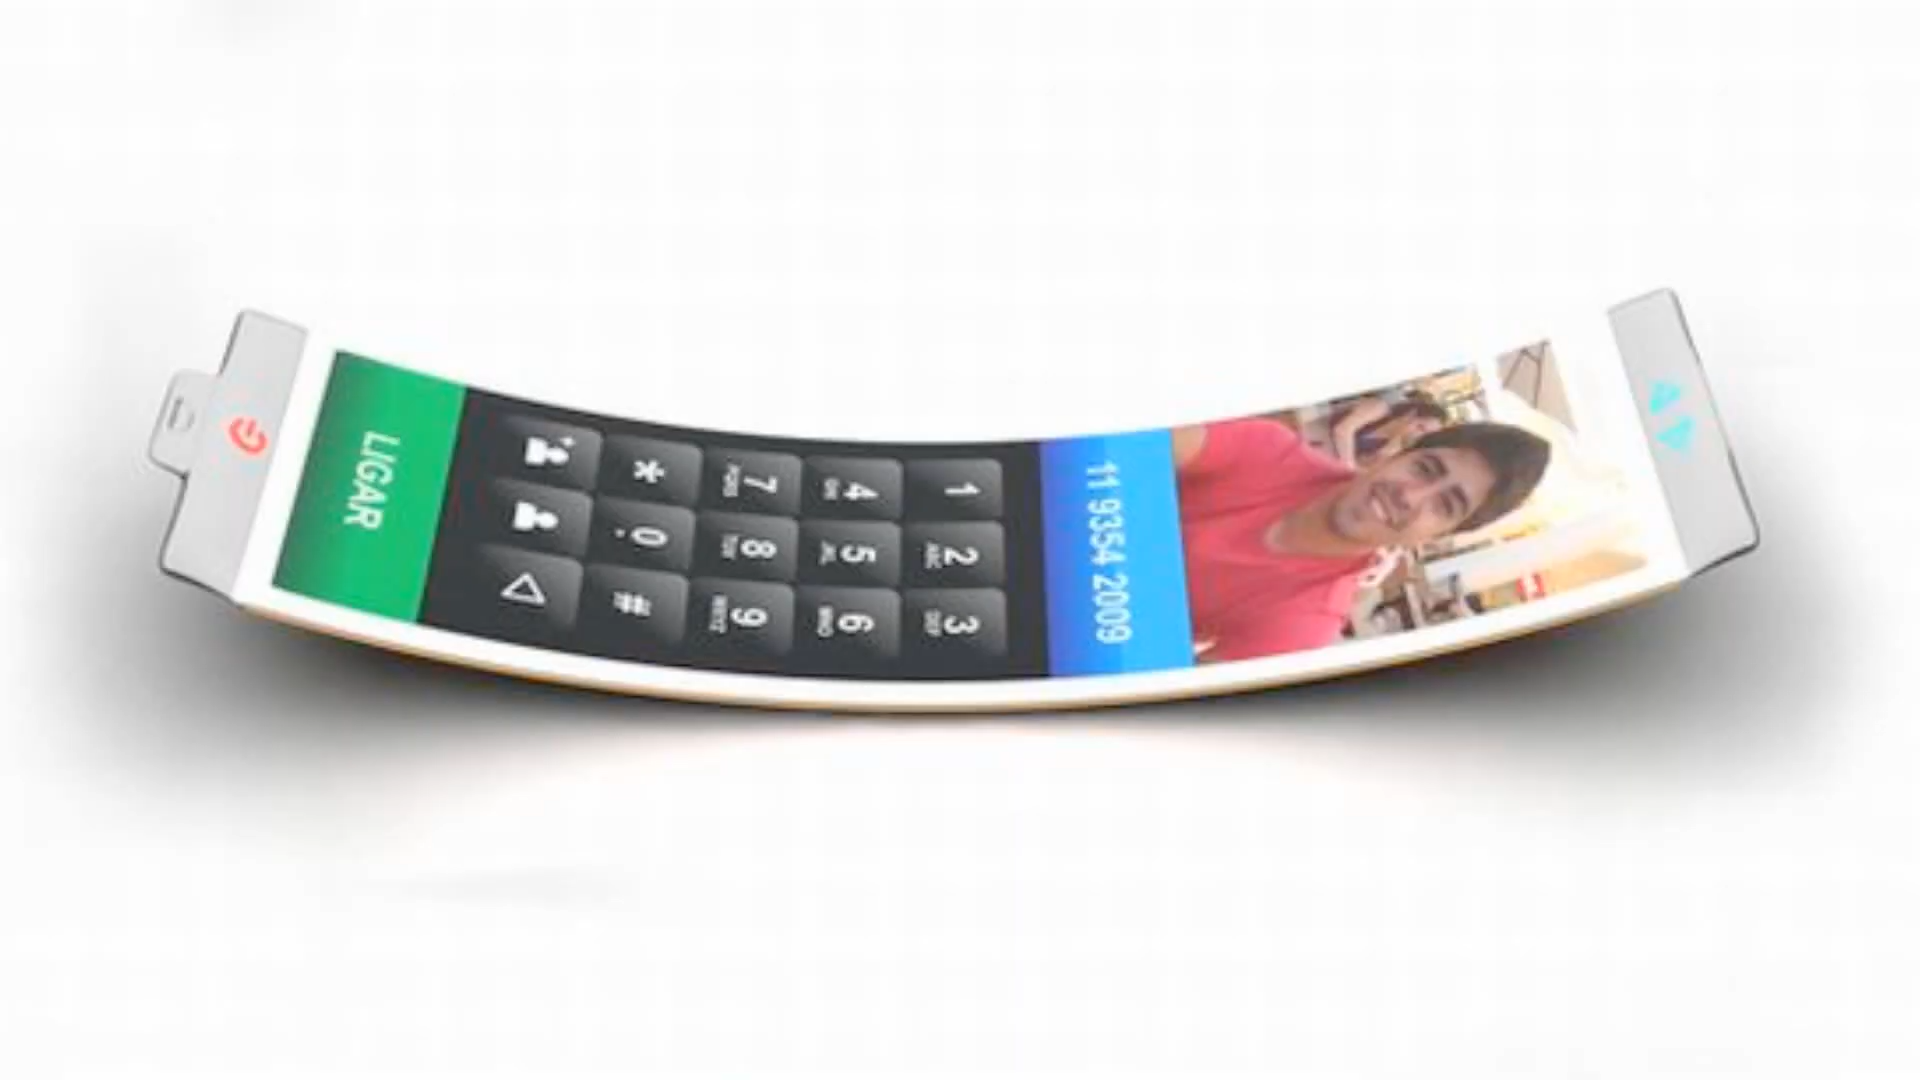 11 9354 2009
1
2 ABC
3 DEF
4 GHI
5 JKL
6 MNO
7 PQRS
8 TUV
9 WXYZ
*
0
#
LIGAR